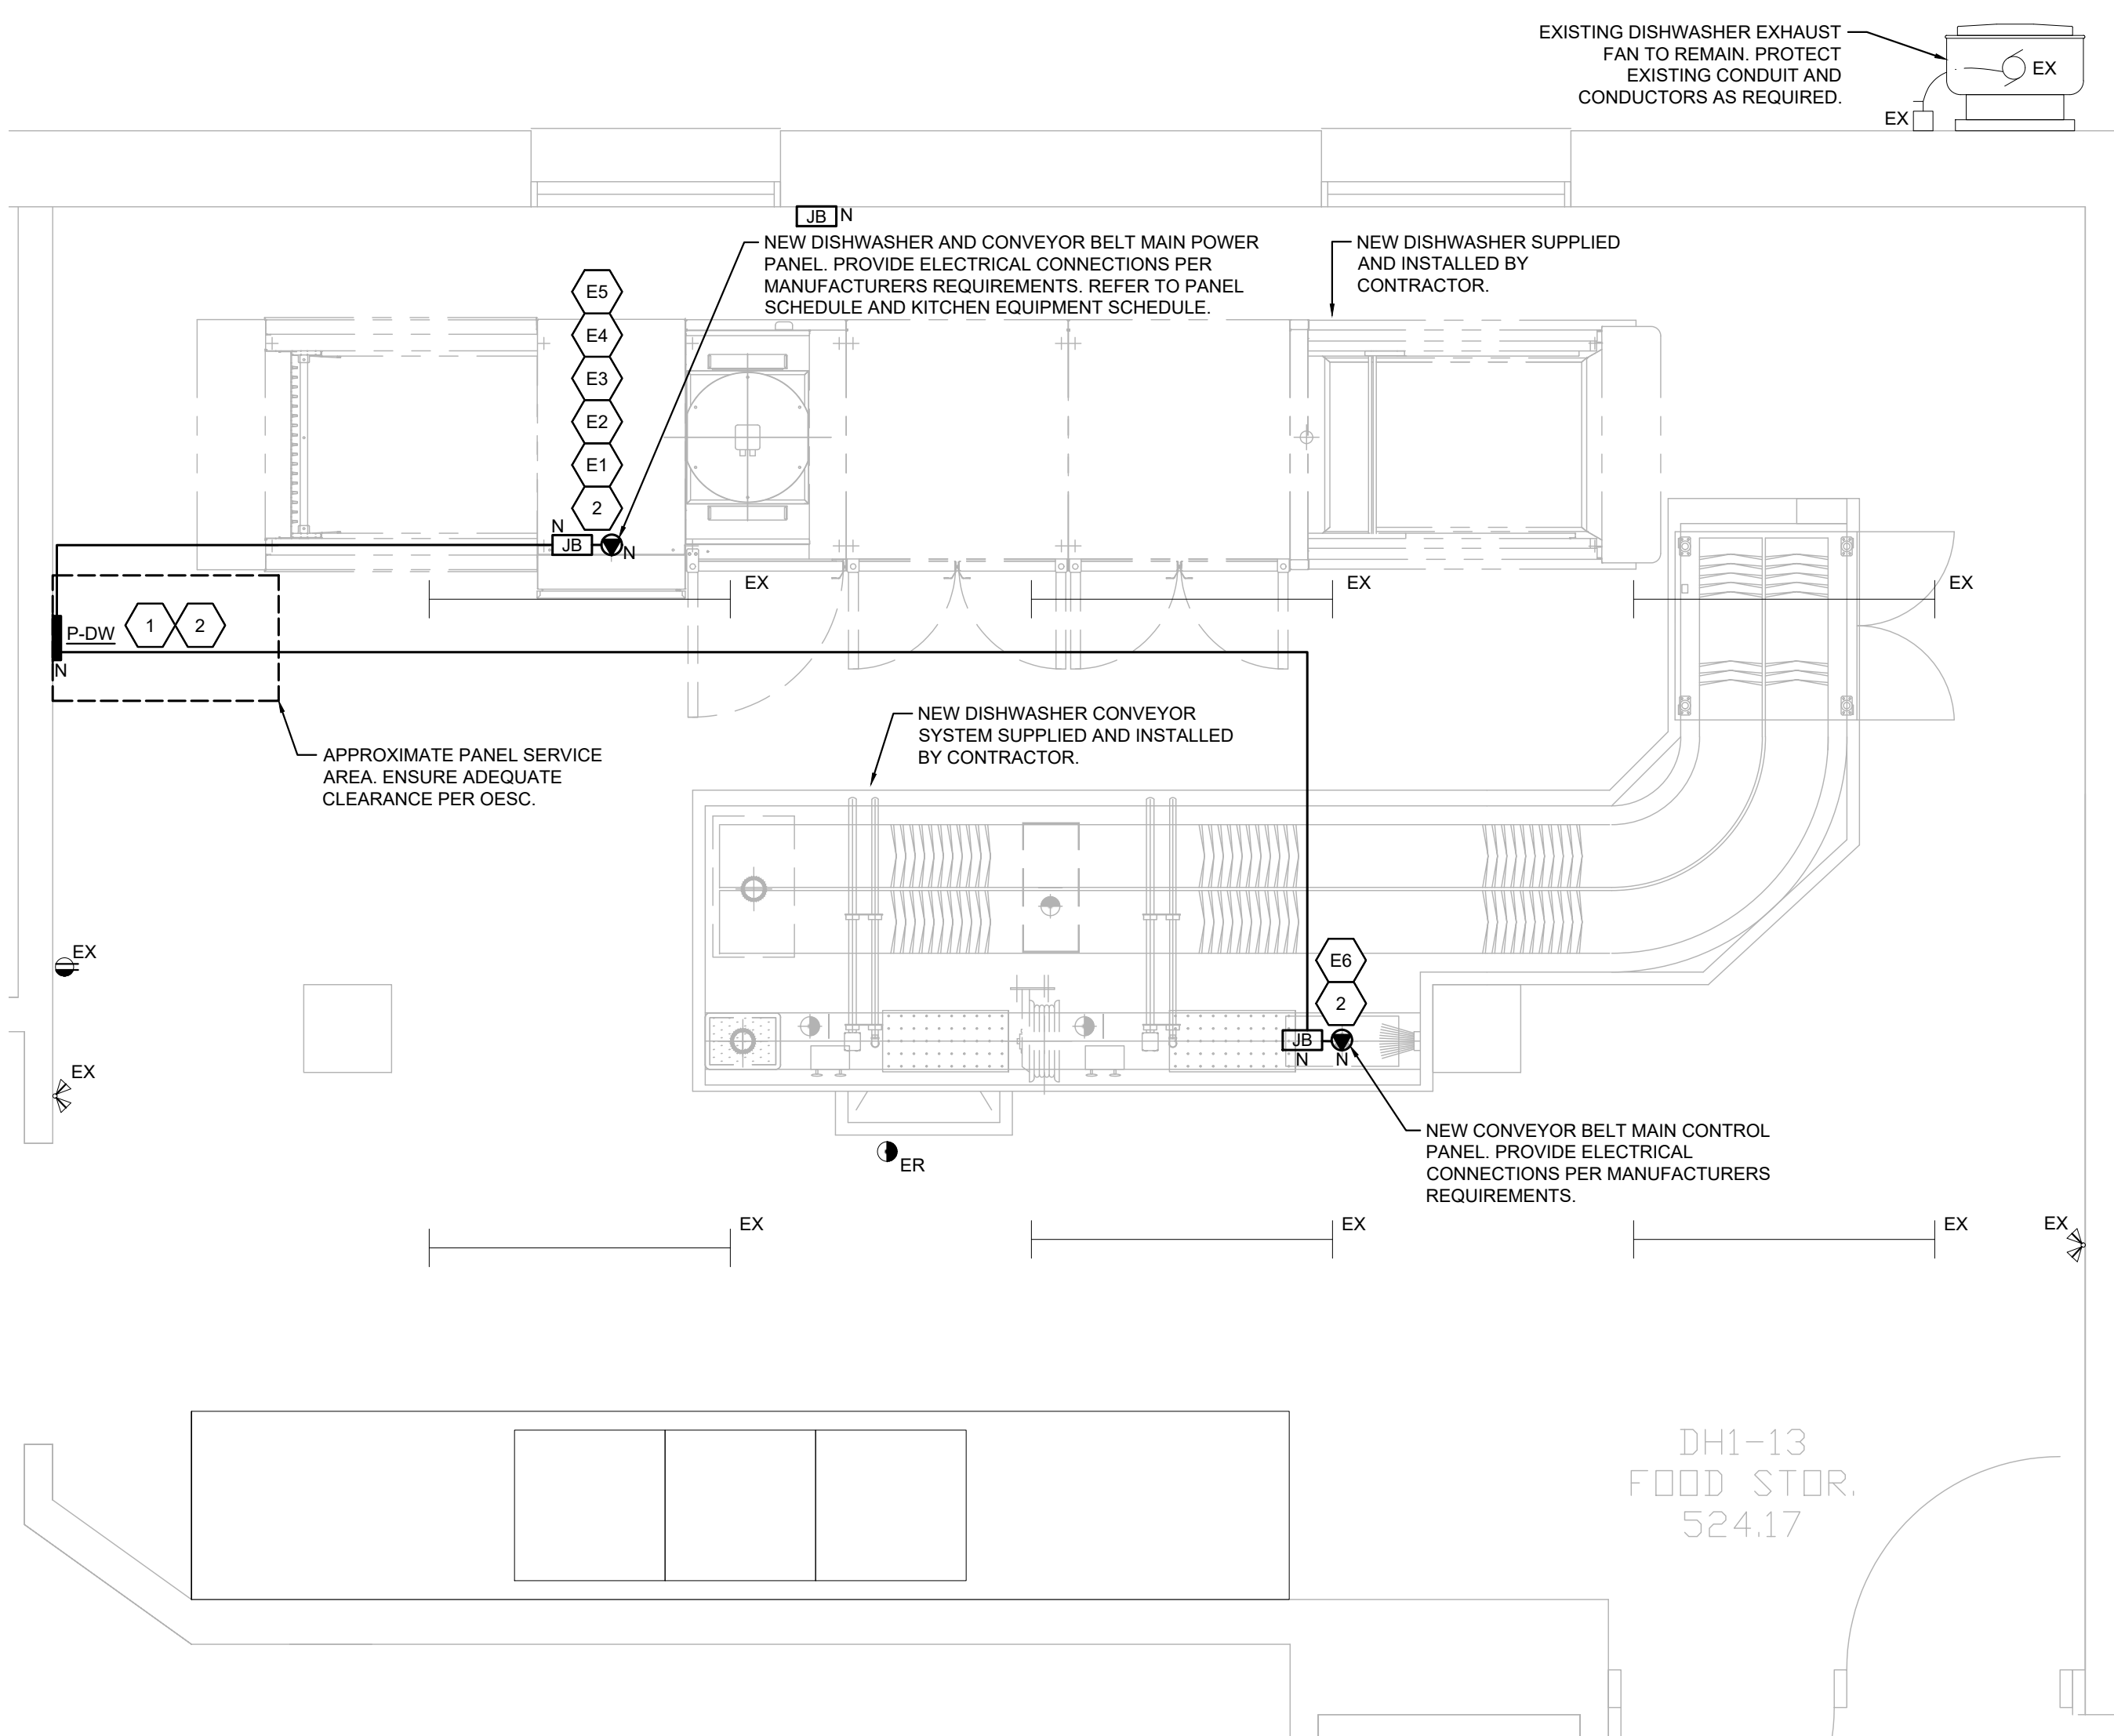 EXISTING DISHWASHER EXHAUST
FAN TO REMAIN. PROTECT
EXISTING CONDUIT AND
CONDUCTORS AS REQUIRED.
EX
EX
JB N
NEW DISHWASHER AND CONVEYOR BELT MAIN POWER
PANEL. PROVIDE ELECTRICAL CONNECTIONS PER
MANUFACTURERS REQUIREMENTS. REFER TO PANEL
SCHEDULE AND KITCHEN EQUIPMENT SCHEDULE.
NEW DISHWASHER SUPPLIED
AND INSTALLED BY
CONTRACTOR.
E5
E4
E3
E2
E1
2
N
JB
N
EX
EX
EX
P-DW
1
2
N
APPROXIMATE PANEL SERVICE
AREA. ENSURE ADEQUATE
CLEARANCE PER OESC.
NEW DISHWASHER CONVEYOR
SYSTEM SUPPLIED AND INSTALLED
BY CONTRACTOR.
EX
E6
2
JB
N
N
EX
NEW CONVEYOR BELT MAIN CONTROL
PANEL. PROVIDE ELECTRICAL
CONNECTIONS PER MANUFACTURERS
REQUIREMENTS.
ER
EX
EX
EX
EX
DH1-13
FOOD STOR.
524.17